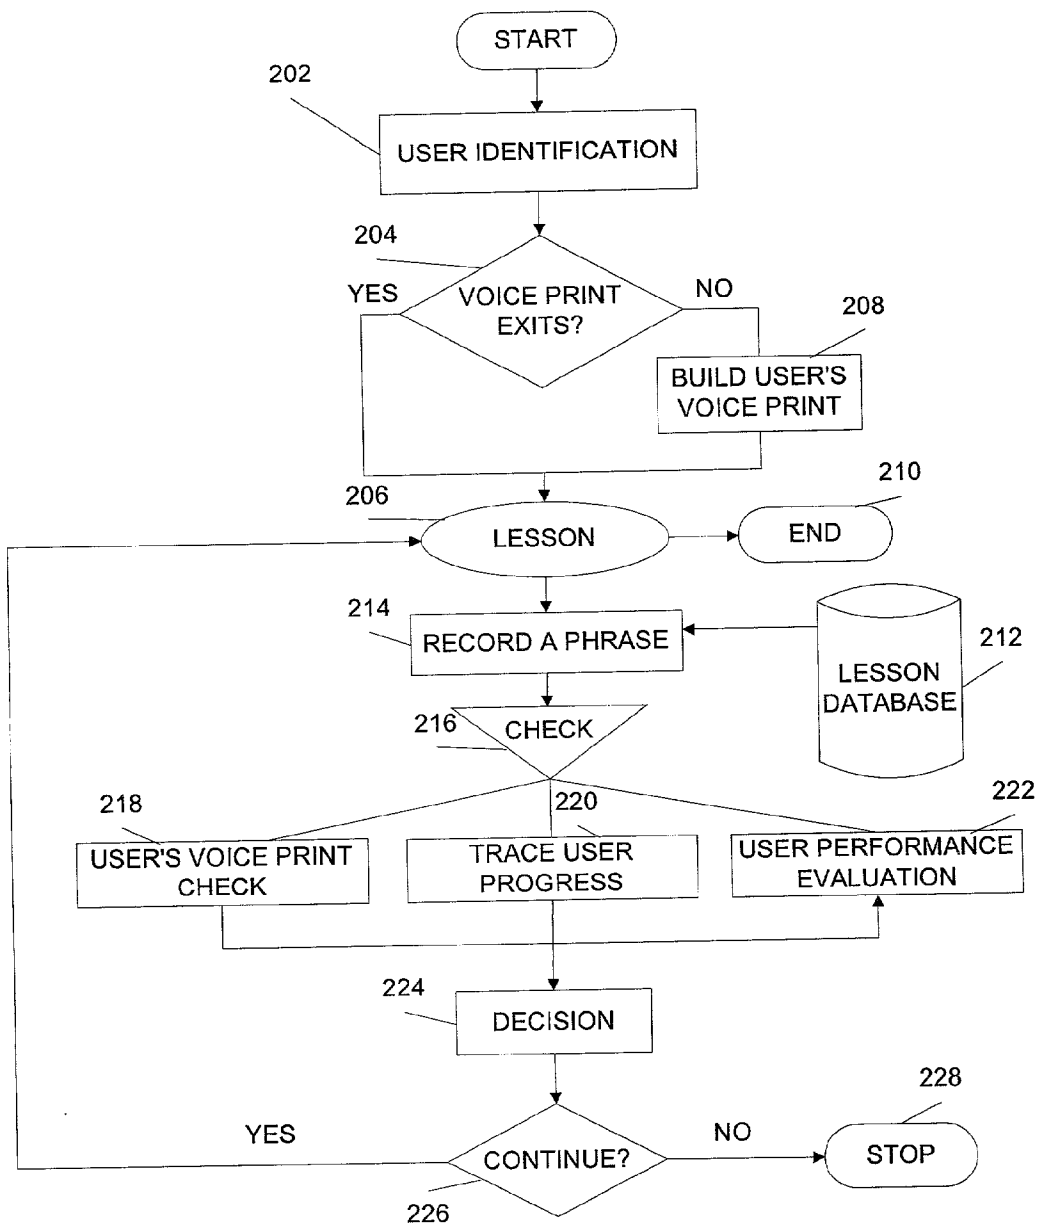 START
202
USER IDENTIFICATION
204
YES
NO
VOICE PRINT
EXITS?
208
BUILD USER'S
VOICE PRINT
206
LESSON
210
END
214
RECORD A PHRASE
212
LESSON
DATABASE
216
CHECK
218
USER'S VOICE PRINT
CHECK
220
TRACE USER
PROGRESS
222
USER PERFORMANCE
EVALUATION
224
DECISION
228
YES
NO
CONTINUE?
STOP
226